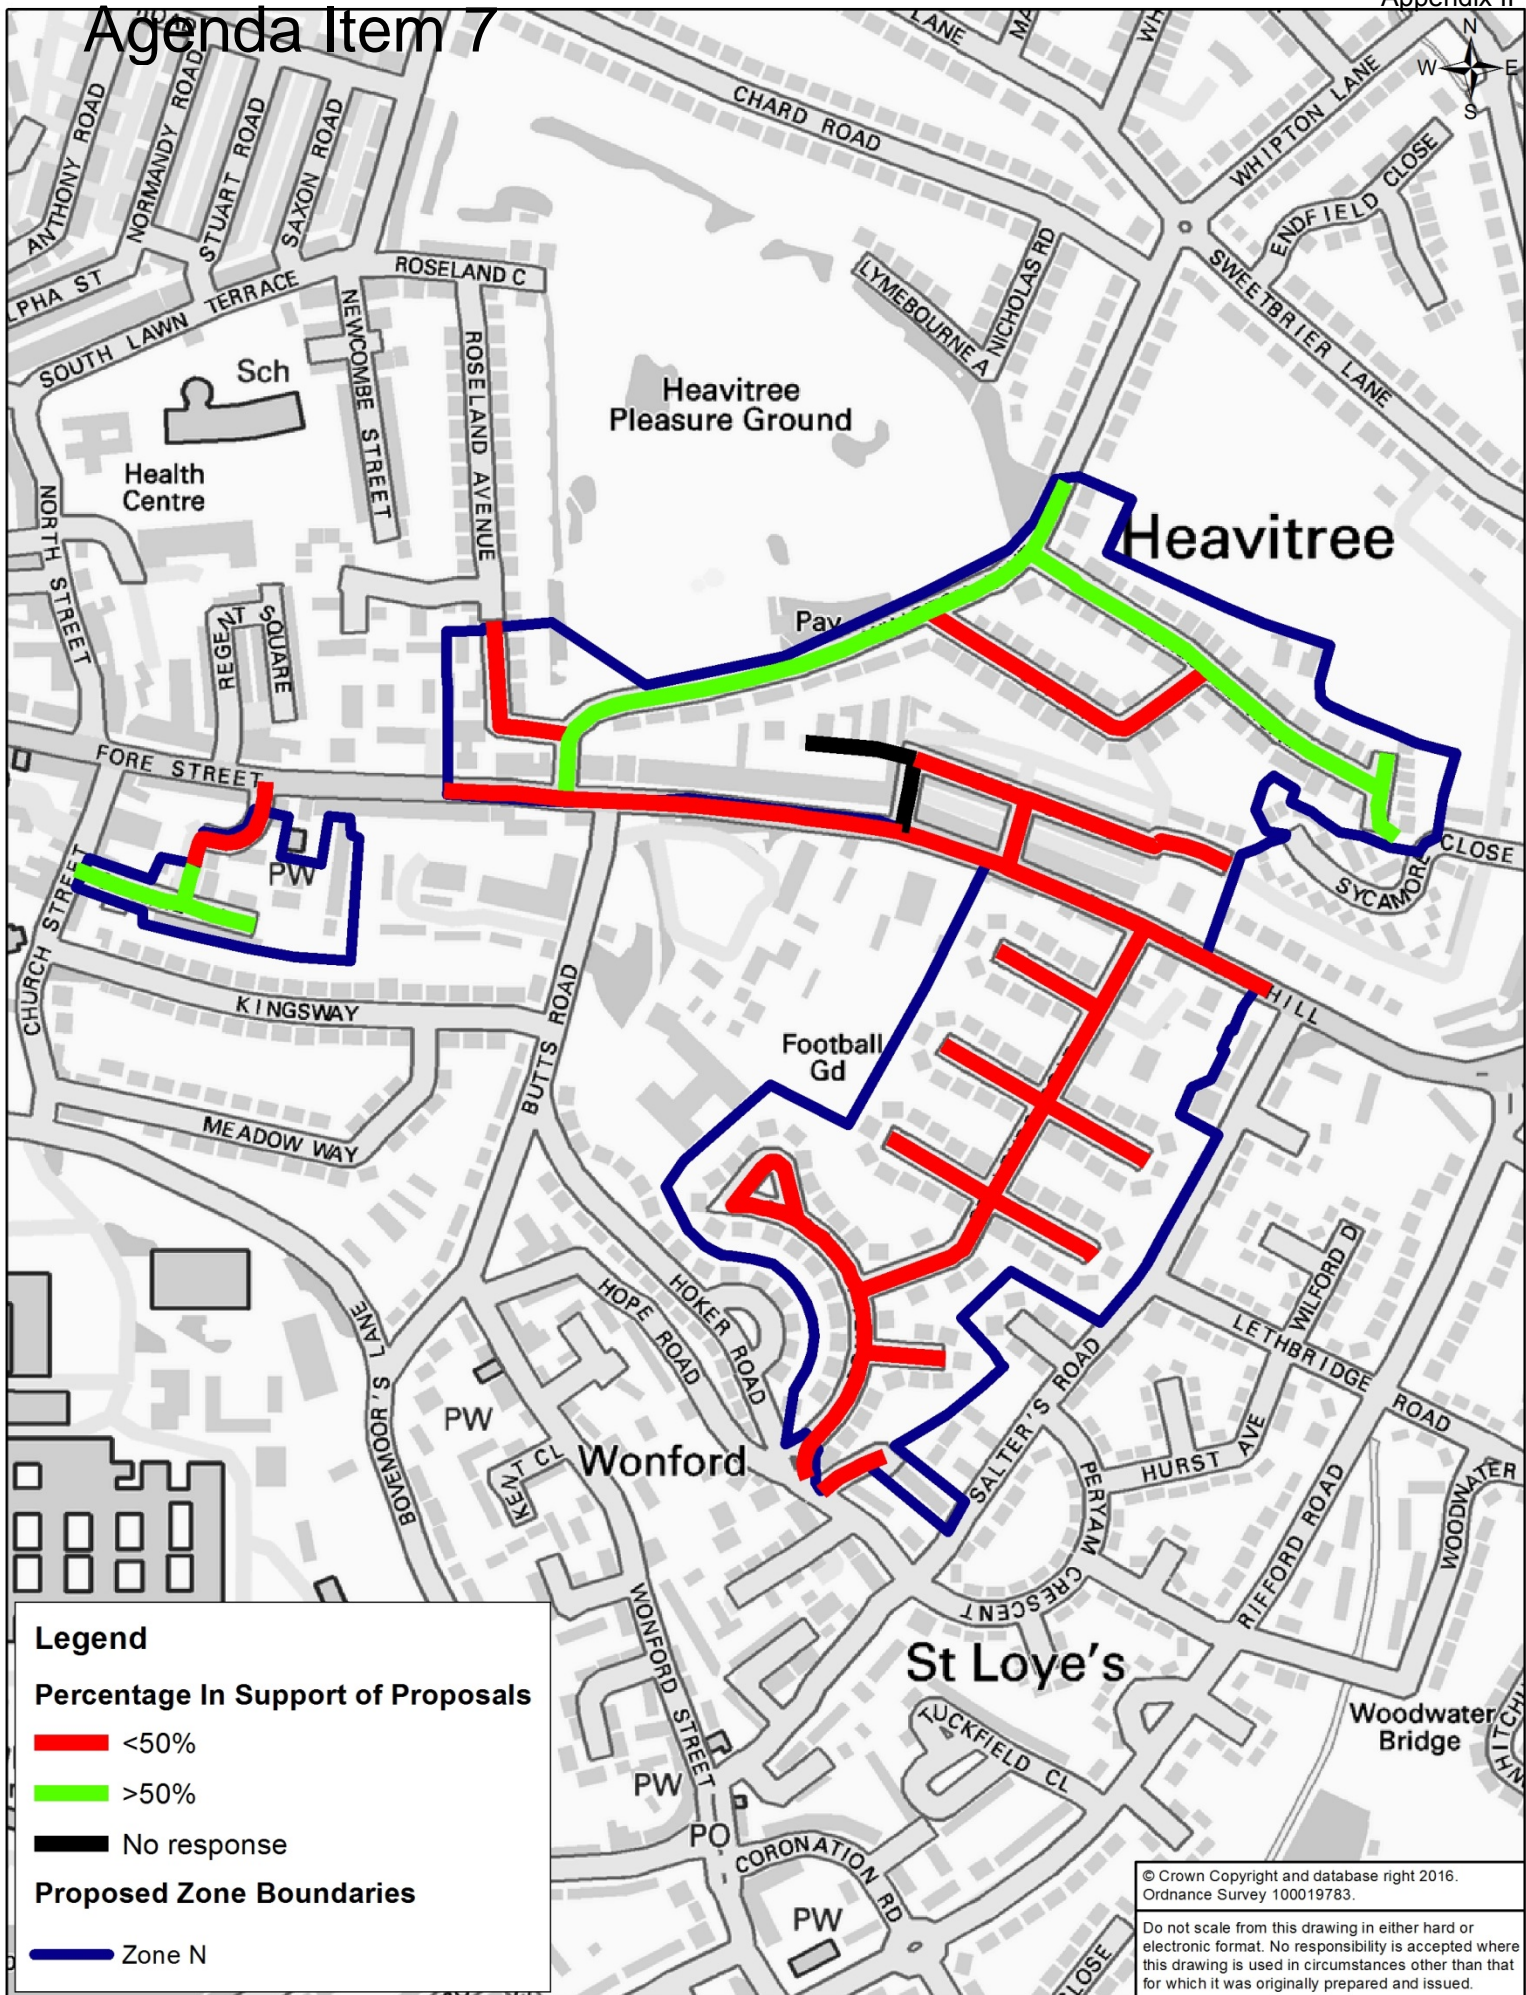 Agenda Item 7
N
W
E
S
LANE
ROAD
CHARD ROAD
WHIPTON LANE
ENDFIELD CLOSE
ANTHONY ROAD
NORMANDY ROAD
STUART ROAD
SAXON ROAD
NICHOLAS RD
LYMEBOURNE A
SWEETBRIER LANE
ROSELAND C
LPHA ST
SOUTH LAWN TERRACE
NEWCOMBE STREET
ROSELAND AVENUE
Sch
Heavitree
Pleasure Ground
Health
Centre
NORTH STREET
Heavitree
REGENT SQUARE
Pav
FORE STREET
CLOSE
SYCAMORE
PW
CHURCH STREET
KINGSWAY
HILL
BUTTS ROAD
Football
Gd
MEADOW WAY
HOPE ROAD
HOKER ROAD
WILFORD D
LETHBRIDGE ROAD
BOVEMOOR'S LANE
SALTER'S ROAD
PW
KENT CL
Wonford
HURST AVE
PERYAM CRESCENT
RIFFORD ROAD
WOODWATER
WONFORD STREET
St Loye's
TUCKFIELD CL
Woodwater
Bridge
PW
PO
CORONATION RD
PW
CLOSE
Legend
Percentage In Support of Proposals
<50%
>50%
No response
Proposed Zone Boundaries
Zone N
© Crown Copyright and database right 2016.
Ordnance Survey 100019783.
Do not scale from this drawing in either hard or
electronic format. No responsibility is accepted where
this drawing is used in circumstances other than that
for which it was originally prepared and issued.